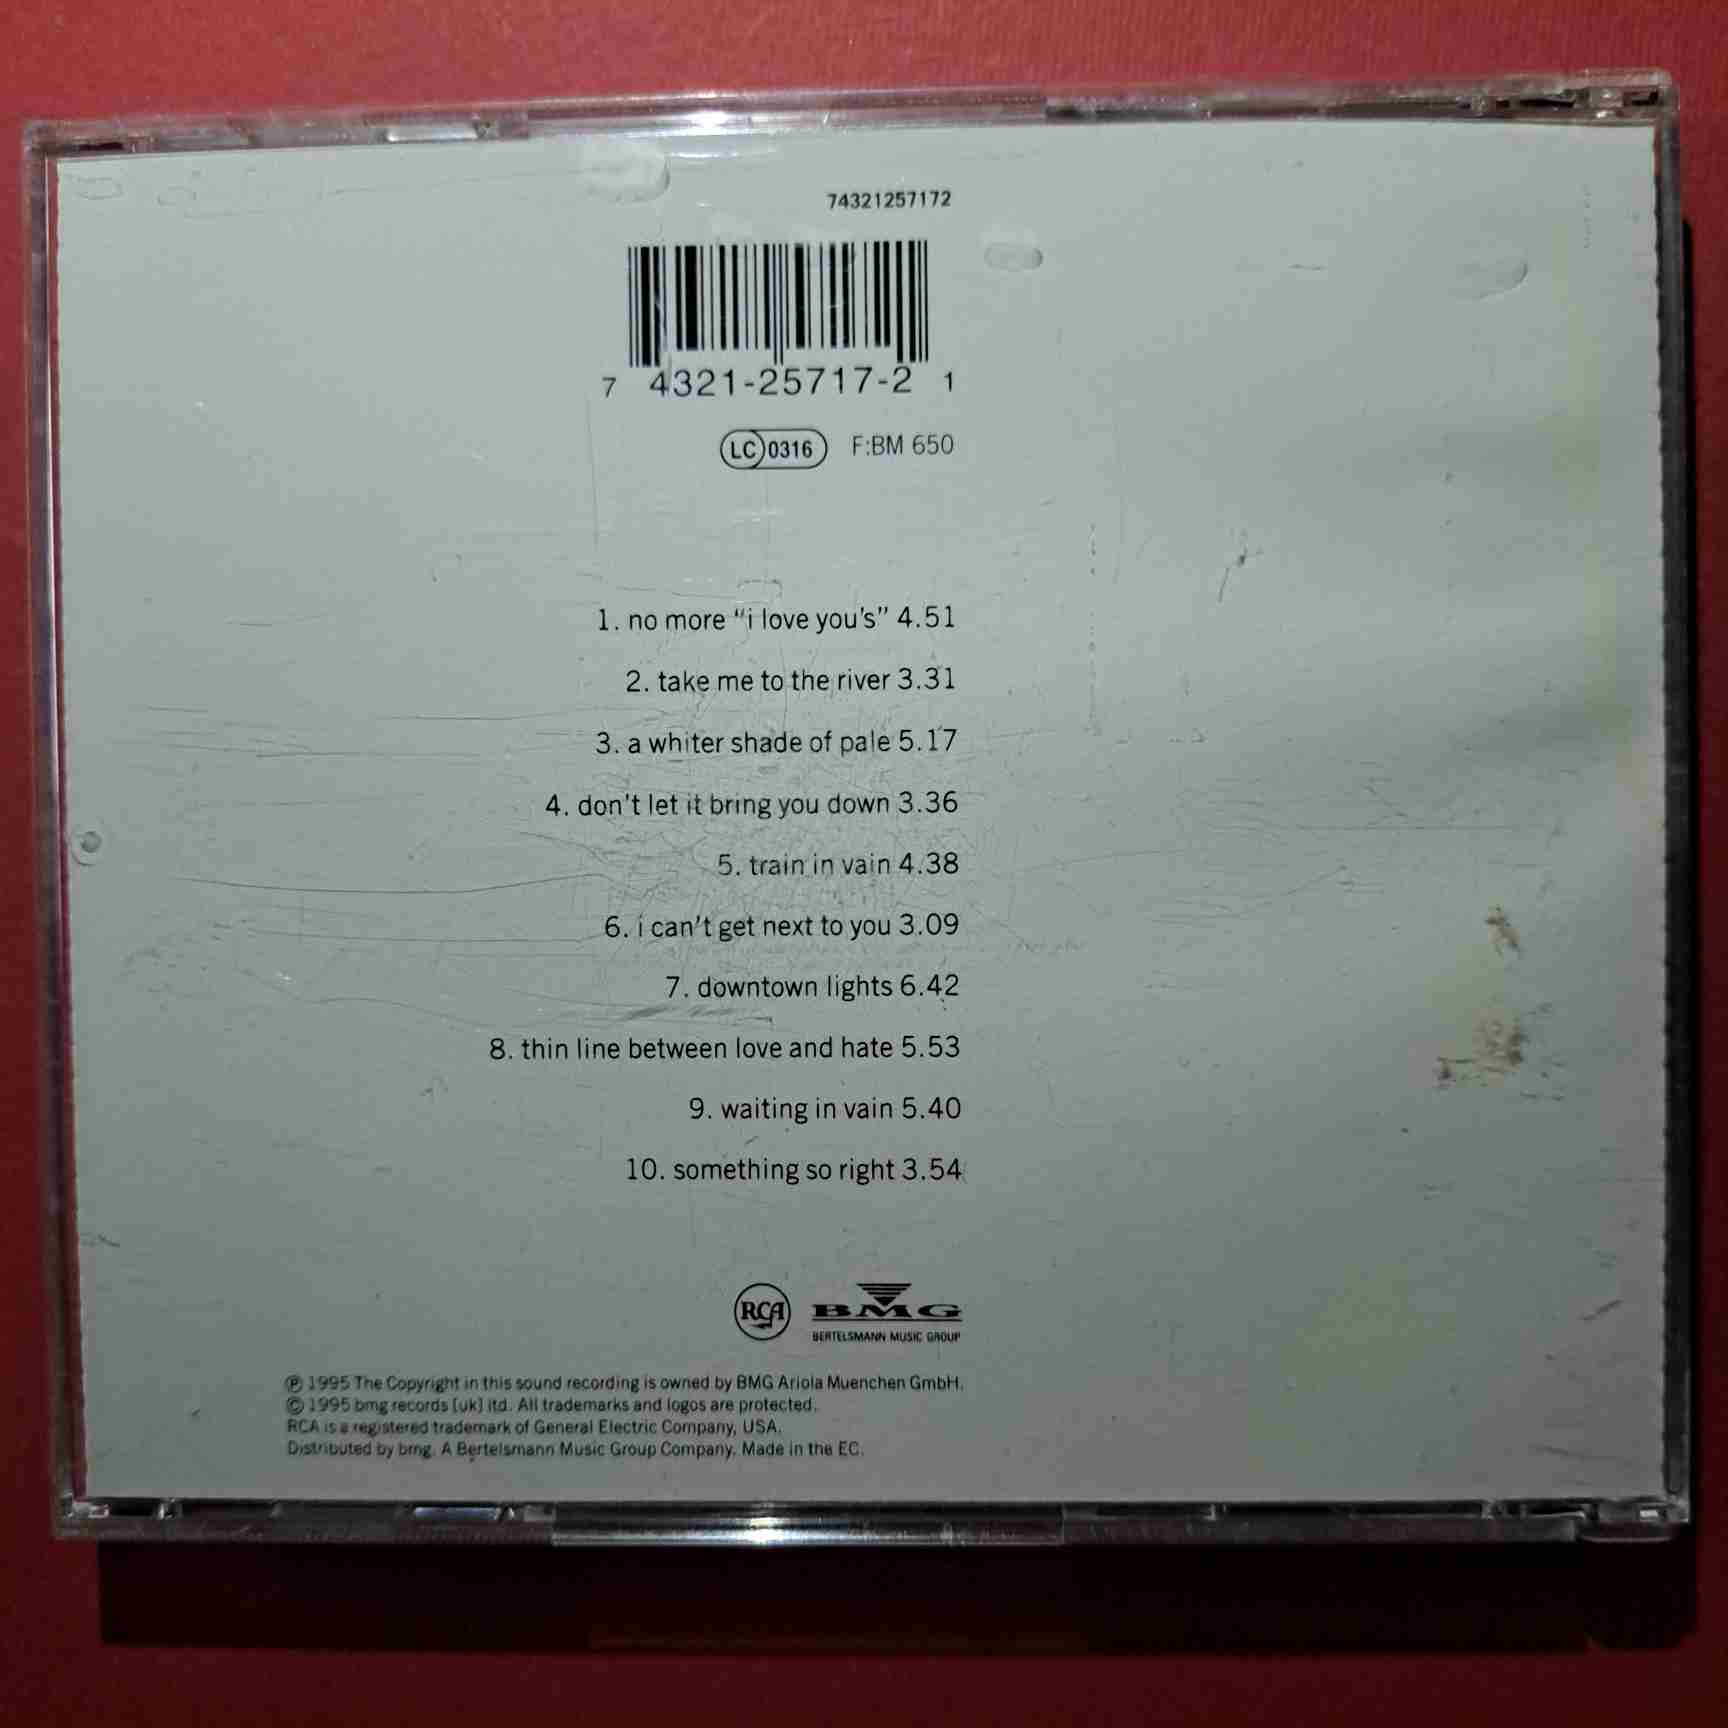 74321257172
7 4321-25717-2 1
LC 0316 F:BM 650
1. no more “i love you's” 4.51
2. take me to the river 3.31
3. a whiter shade of pale 5.17
4. don't let it bring you down 3.36
5. train in vain 4.38
6. i can't get next to you 3.09
7. downtown lights 6.42
8. thin line between love and hate 5.53
9. waiting in vain 5.40
10. something so right 3.54
RCA BMG
BERTELSMANN MUSIC GROUP
℗ 1995 The Copyright in this sound recording is owned by BMG Ariola Muenchen GmbH.
© 1995 bmg records [uk] ltd. All trademarks and logos are protected.
RCA is a registered trademark of General Electric Company, USA.
Distributed by bmg. A Bertelsmann Music Group Company. Made in the EC.